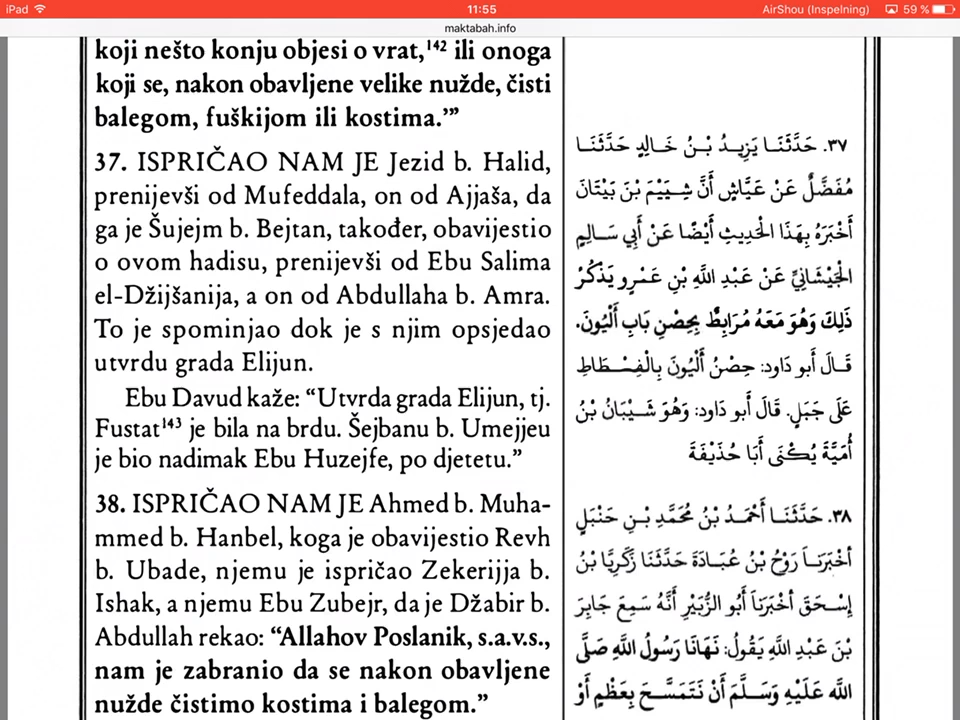 iPad 11:55 AirShou (Inspelning) 59 %
maktabah.info
koji nešto konju objesi o vrat,¹⁴² ili onoga
koji se, nakon obavljene velike nužde, čisti
balegom, fuškijom ili kostima.’”
37. ISPRIČAO NAM JE Jezid b. Halid,
prenijevši od Mufeddala, on od Ajjaša, da
ga je Šujejm b. Bejtan, također, obavijestio
o ovom hadisu, prenijevši od Ebu Salima
el-Džijšanija, a on od Abdullaha b. Amra.
To je spominjao dok je s njim opsjedao
utvrdu grada Elijun.
Ebu Davud kaže: “Utvrda grada Elijun, tj.
Fustat¹⁴³ je bila na brdu. Šejbanu b. Umejjeu
je bio nadimak Ebu Huzejfe, po djetetu.”
38. ISPRIČAO NAM JE Ahmed b. Muha-
mmed b. Hanbel, koga je obavijestio Revh
b. Ubade, njemu je ispričao Zekerijja b.
Ishak, a njemu Ebu Zubejr, da je Džabir b.
Abdullah rekao: “Allahov Poslanik, s.a.v.s.,
nam je zabranio da se nakon obavljene
nužde čistimo kostima i balegom.”
٣٧. حَدَّثَنَا يَزِيدُ بْنُ خَالِدٍ حَدَّثَنَا
مُفَضَّلٌ عَنْ عَيَّاشٍ أَنَّ شِيَيْمَ بْنَ بَيْتَانَ
أَخْبَرَهُ بِهَذَا الْحَدِيثِ أَيْضًا عَنْ أَبِي سَالِمٍ
الْجَيْشَانِيِّ عَنْ عَبْدِ اللَّهِ بْنِ عَمْرٍو يَذْكُرُ
ذَلِكَ وَهُوَ مَعَهُ مُرَابِطٌ بِحِصْنِ بَابِ أَلْيُونَ.
قَالَ أَبو دَاود: حِصْنُ أَلْيُونَ بِالْفِسْطَاطِ
عَلَى جَبَلٍ. قَالَ أَبو دَاود: وَهُوَ شَيْبَانُ بْنُ
أُمَيَّةَ يُكْنَى أَبَا حُذَيْفَةَ
٣٨. حَدَّثَنَا أَحْمَدُ بْنُ مُحَمَّدِ بْنِ حَنْبَلٍ
أَخْبَرَنَا رَوْحُ بْنُ عُبَادَةَ حَدَّثَنَا زَكَرِيَّا بْنُ
إِسْحَقَ أَخْبَرَنَا أَبُو الزُّبَيْرِ أَنَّهُ سَمِعَ جَابِرَ
بْنَ عَبْدِ اللَّهِ يَقُولُ: نَهَانَا رَسُولُ اللَّهِ صَلَّى
اللَّه عَلَيْهِ وَسَلَّمَ أَنْ نَتَمَسَّحَ بِعَظْمٍ أَوْ